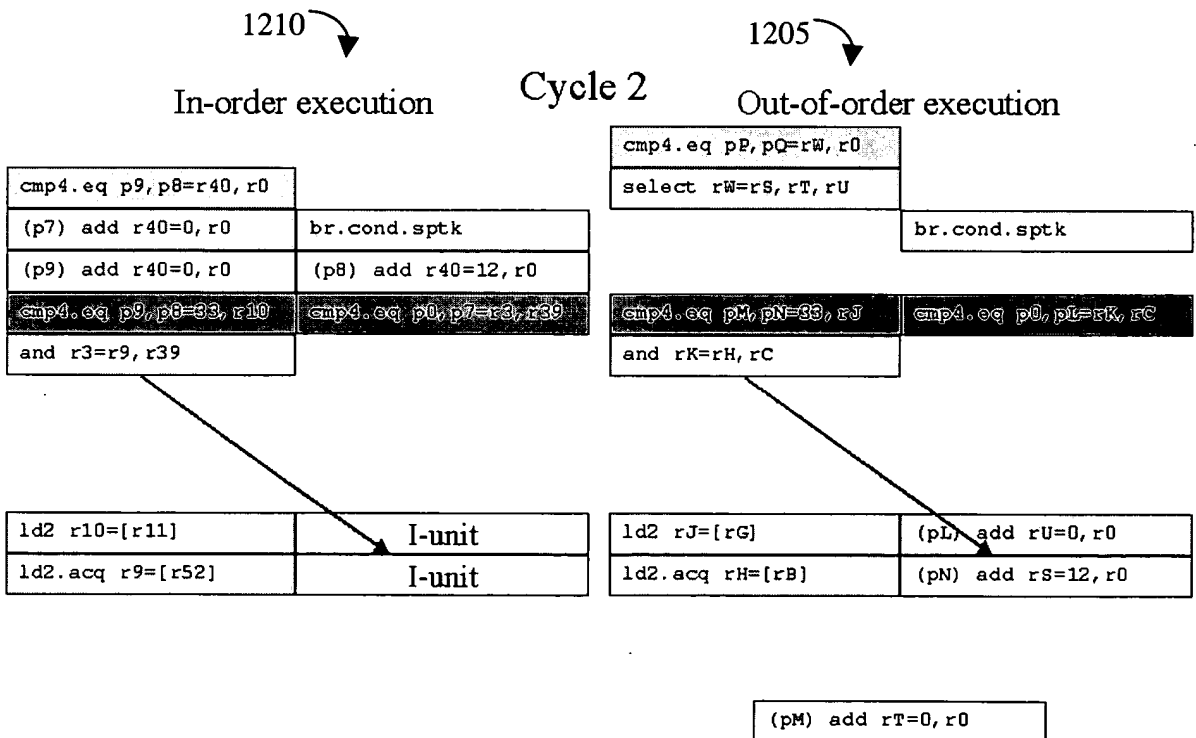 1210
1205
Cycle 2
In-order execution
Out-of-order execution
cmp4.eq p9,p8=r40,r0
(p7) add r40=0,r0
br.cond.sptk
(p9) add r40=0,r0
(p8) add r40=12,r0
cmp4.eq p9,p8=33,r10
cmp4.eq p0,p7=r3,r39
and r3=r9,r39
ld2 r10=[r11]
I-unit
ld2.acq r9=[r52]
I-unit
cmp4.eq pP,pQ=rW,r0
select rW=rS,rT,rU
br.cond.sptk
cmp4.eq pM,pN=33,rJ
cmp4.eq p0,pL=rK,rC
and rK=rH,rC
ld2 rJ=[rG]
(pL) add rU=0,r0
ld2.acq rH=[rB]
(pN) add rS=12,r0
(pM) add rT=0,r0